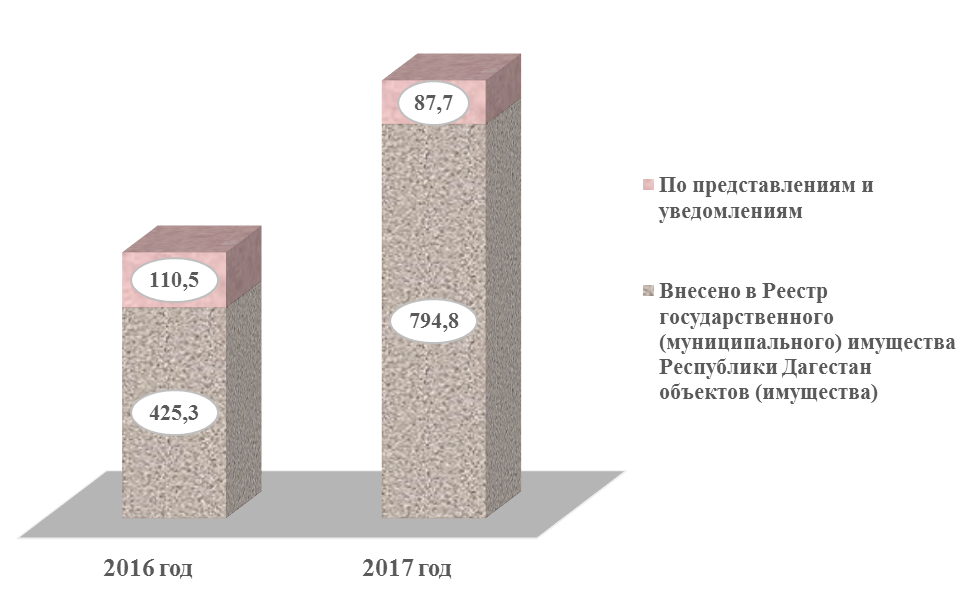 87,7
110,5
794,8
425,3
2016 год
2017 год
По представлениям и
уведомлениям
Внесено в Реестр
государственного
(муниципального) имущества
Республики Дагестан
объектов (имущества)